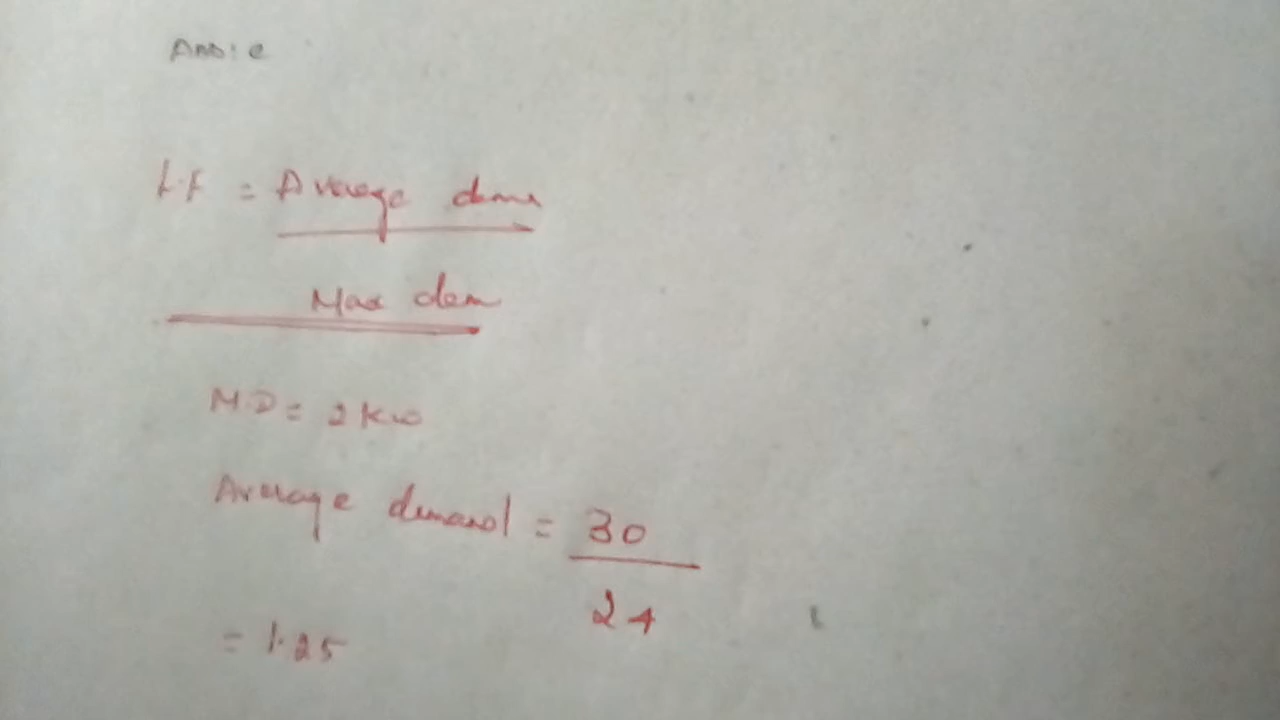 Ans: c
L.F = Average dem
Max dem
M.D = 2 Kw
Average demand = 30
24
= 1.25